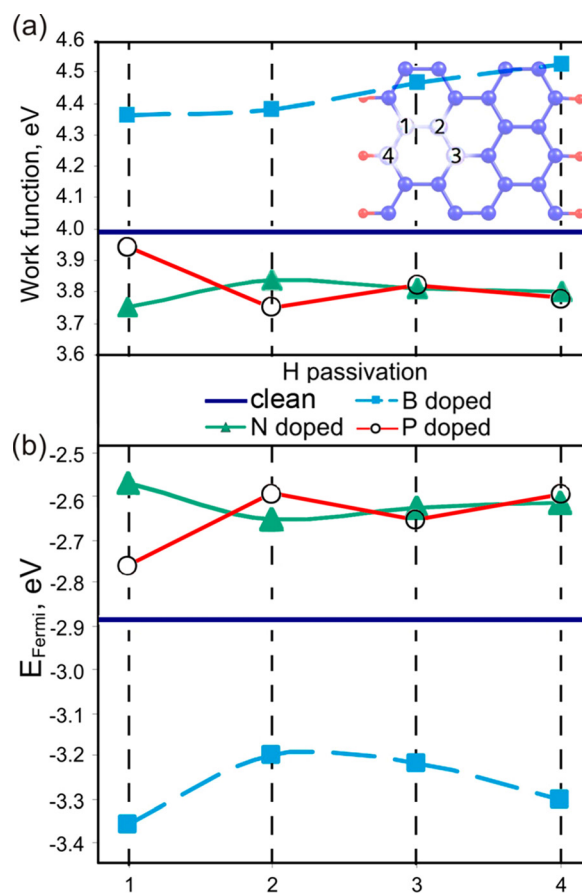 (a)
Work function, eV
4.6
4.5
4.4
4.3
4.2
4.1
4.0
3.9
3.8
3.7
3.6
1 2
4 3
H passivation
clean B doped
N doped P doped
(b)
E_Fermi, eV
-2.5
-2.6
-2.7
-2.8
-2.9
-3.0
-3.1
-3.2
-3.3
-3.4
1 2 3 4